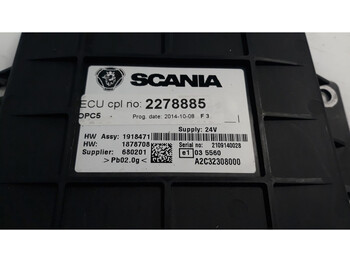 SCANIA
ECU cpl no: 2278885
OPC5 Prog. date: 2014-10-08 F 3
Supply: 24V
HW Assy: 1918471 Serial no: 2109140028
HW: 1878708
Supplier: 680201 e1 03 5560
>Pb02.0g< A2C32308000